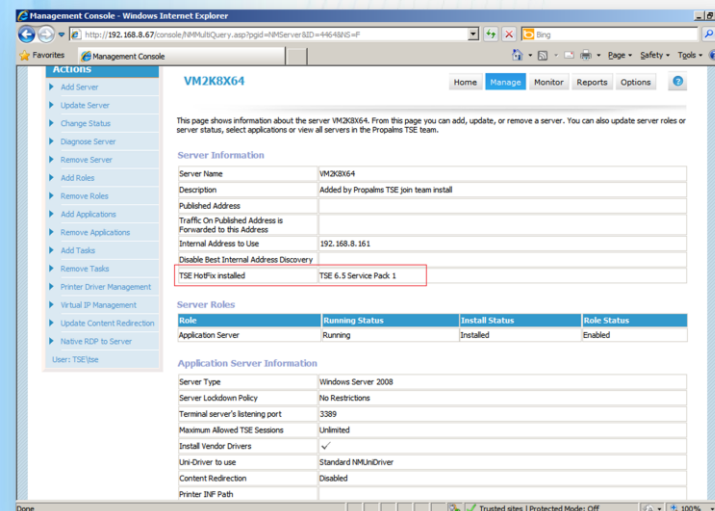 Management Console - Windows Internet Explorer
http://192.168.8.67/console/NMMultiQuery.asp?pgid=NMServer&ID=4464&NS=F
Bing
Favorites
Management Console
Page Safety Tools
Actions
Add Server
Update Server
Change Status
Diagnose Server
Remove Server
Add Roles
Remove Roles
Add Applications
Remove Applications
Add Tasks
Remove Tasks
Printer Driver Management
Virtual IP Management
Update Content Redirection
Native RDP to Server
User: TSE\tse
VM2K8X64
Home Manage Monitor Reports Options ?
This page shows information about the server VM2K8X64. From this page you can add, update, or remove a server. You can also update server roles or
server status, select applications or view all servers in the Propalms TSE team.
Server Information
Server Name VM2K8X64
Description Added by Propalms TSE join team install
Published Address
Traffic On Published Address is
Forwarded to this Address
Internal Address to Use 192.168.8.161
Disable Best Internal Address Discovery
TSE HotFix installed TSE 6.5 Service Pack 1
Server Roles
Role Running Status Install Status Role Status
Application Server Running Installed Enabled
Application Server Information
Server Type Windows Server 2008
Server Lockdown Policy No Restrictions
Terminal server's listening port 3389
Maximum Allowed TSE Sessions Unlimited
Install Vendor Drivers ✓
Uni-Driver to use Standard NMUniDriver
Content Redirection Disabled
Printer INF Path
Done
Trusted sites | Protected Mode: Off
100%